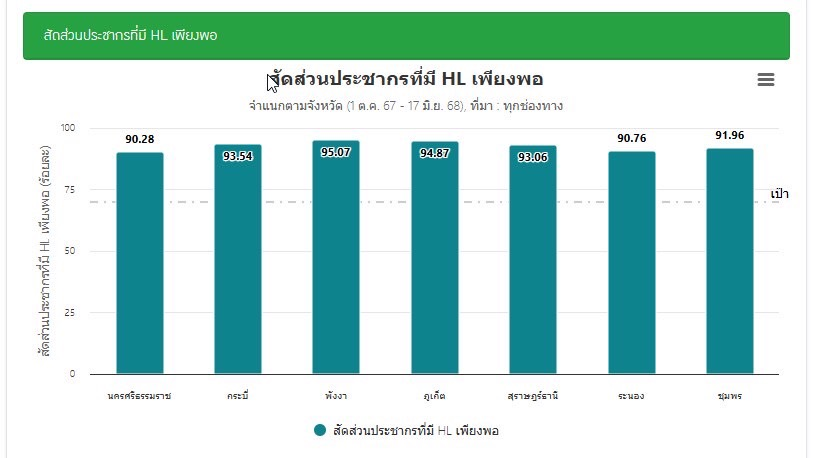 สัดส่วนประชากรที่มี HL เพียงพอ
สัดส่วนประชากรที่มี HL เพียงพอ
จำแนกตามจังหวัด (1 ต.ค. 67 - 17 มิ.ย. 68), ที่มา : ทุกช่องทาง
สัดส่วนประชากรที่มี HL เพียงพอ (ร้อยละ)
100
75
50
25
0
90.28 93.54 95.07 94.87 93.06 90.76 91.96
เป้า
นครศรีธรรมราช กระบี่ พังงา ภูเก็ต สุราษฎร์ธานี ระนอง ชุมพร
สัดส่วนประชากรที่มี HL เพียงพอ